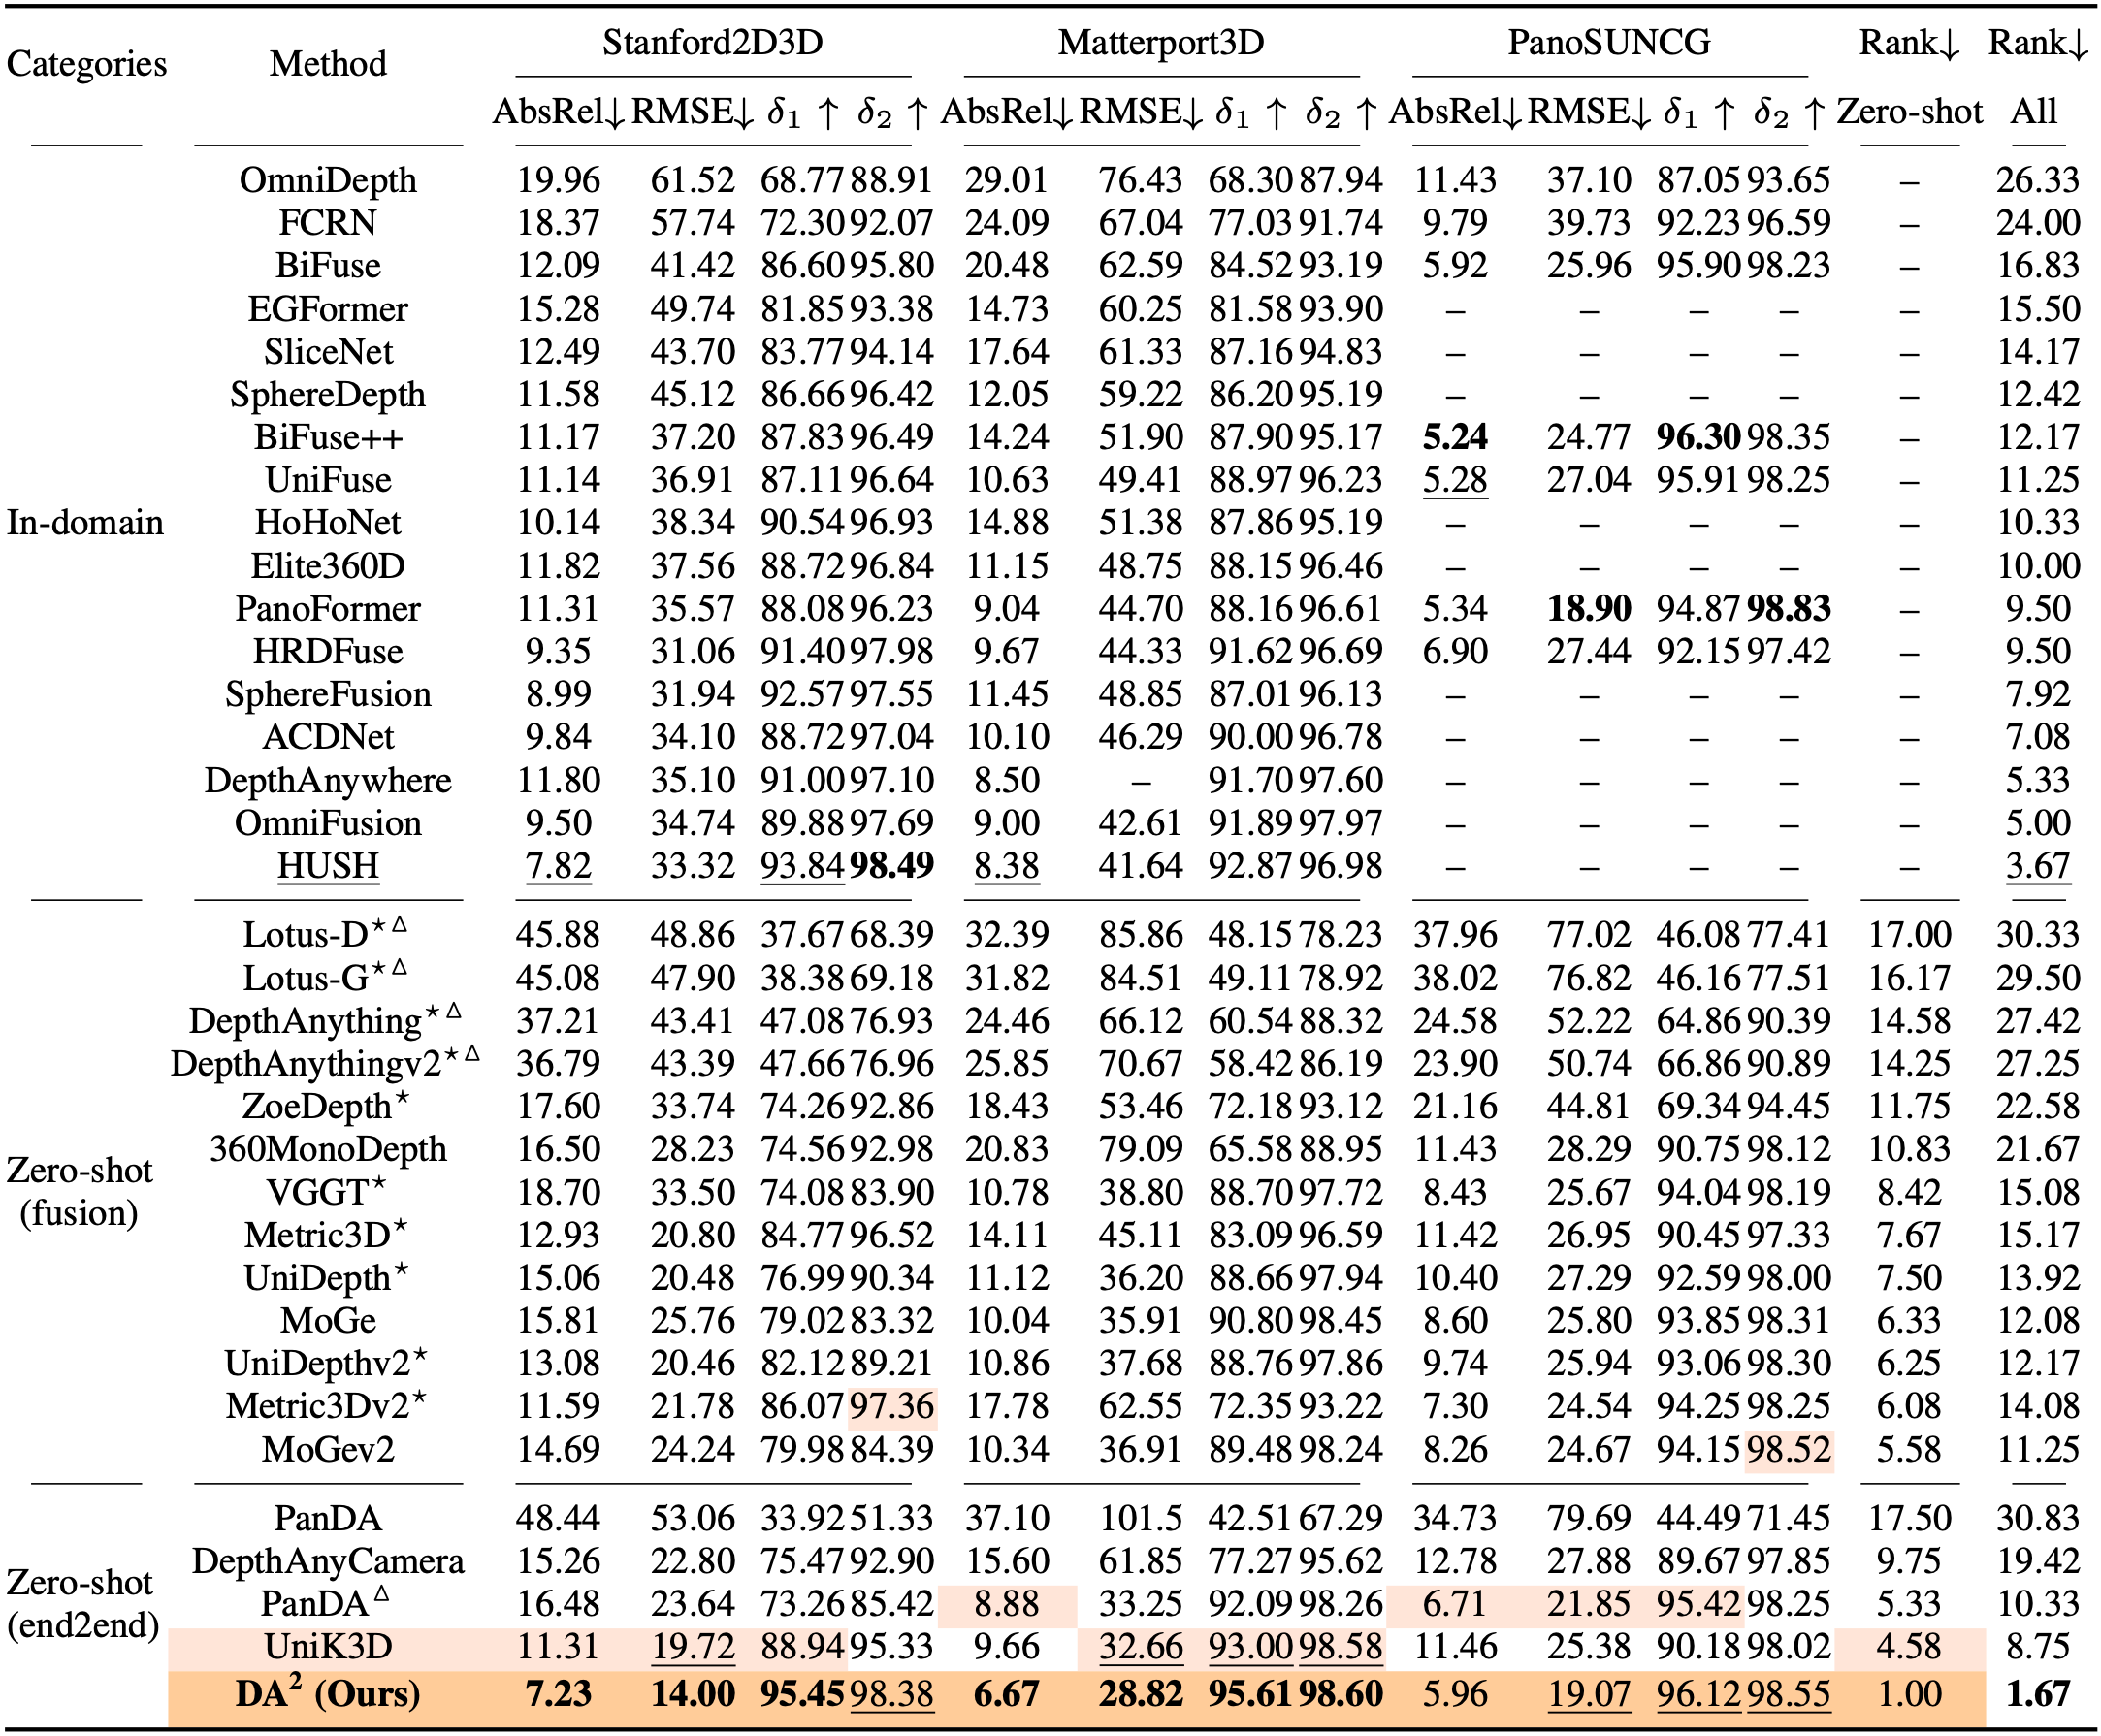 Categories Method Stanford2D3D Matterport3D PanoSUNCG Rank↓ Rank↓
AbsRel↓ RMSE↓ δ1 ↑ δ2 ↑ AbsRel↓ RMSE↓ δ1 ↑ δ2 ↑ AbsRel↓ RMSE↓ δ1 ↑ δ2 ↑ Zero-shot All
In-domain
OmniDepth 19.96 61.52 68.77 88.91 29.01 76.43 68.30 87.94 11.43 37.10 87.05 93.65 – 26.33
FCRN 18.37 57.74 72.30 92.07 24.09 67.04 77.03 91.74 9.79 39.73 92.23 96.59 – 24.00
BiFuse 12.09 41.42 86.60 95.80 20.48 62.59 84.52 93.19 5.92 25.96 95.90 98.23 – 16.83
EGFormer 15.28 49.74 81.85 93.38 14.73 60.25 81.58 93.90 – – – – – 15.50
SliceNet 12.49 43.70 83.77 94.14 17.64 61.33 87.16 94.83 – – – – – 14.17
SphereDepth 11.58 45.12 86.66 96.42 12.05 59.22 86.20 95.19 – – – – – 12.42
BiFuse++ 11.17 37.20 87.83 96.49 14.24 51.90 87.90 95.17 5.24 24.77 96.30 98.35 – 12.17
UniFuse 11.14 36.91 87.11 96.64 10.63 49.41 88.97 96.23 5.28 27.04 95.91 98.25 – 11.25
HoHoNet 10.14 38.34 90.54 96.93 14.88 51.38 87.86 95.19 – – – – – 10.33
Elite360D 11.82 37.56 88.72 96.84 11.15 48.75 88.15 96.46 – – – – – 10.00
PanoFormer 11.31 35.57 88.08 96.23 9.04 44.70 88.16 96.61 5.34 18.90 94.87 98.83 – 9.50
HRDFuse 9.35 31.06 91.40 97.98 9.67 44.33 91.62 96.69 6.90 27.44 92.15 97.42 – 9.50
SphereFusion 8.99 31.94 92.57 97.55 11.45 48.85 87.01 96.13 – – – – – 7.92
ACDNet 9.84 34.10 88.72 97.04 10.10 46.29 90.00 96.78 – – – – – 7.08
DepthAnywhere 11.80 35.10 91.00 97.10 8.50 – 91.70 97.60 – – – – – 5.33
OmniFusion 9.50 34.74 89.88 97.69 9.00 42.61 91.89 97.97 – – – – – 5.00
HUSH 7.82 33.32 93.84 98.49 8.38 41.64 92.87 96.98 – – – – – 3.67
Zero-shot
(fusion)
Lotus-D⋆Δ 45.88 48.86 37.67 68.39 32.39 85.86 48.15 78.23 37.96 77.02 46.08 77.41 17.00 30.33
Lotus-G⋆Δ 45.08 47.90 38.38 69.18 31.82 84.51 49.11 78.92 38.02 76.82 46.16 77.51 16.17 29.50
DepthAnything⋆Δ 37.21 43.41 47.08 76.93 24.46 66.12 60.54 88.32 24.58 52.22 64.86 90.39 14.58 27.42
DepthAnythingv2⋆Δ 36.79 43.39 47.66 76.96 25.85 70.67 58.42 86.19 23.90 50.74 66.86 90.89 14.25 27.25
ZoeDepth⋆ 17.60 33.74 74.26 92.86 18.43 53.46 72.18 93.12 21.16 44.81 69.34 94.45 11.75 22.58
360MonoDepth 16.50 28.23 74.56 92.98 20.83 79.09 65.58 88.95 11.43 28.29 90.75 98.12 10.83 21.67
VGGT⋆ 18.70 33.50 74.08 83.90 10.78 38.80 88.70 97.72 8.43 25.67 94.04 98.19 8.42 15.08
Metric3D⋆ 12.93 20.80 84.77 96.52 14.11 45.11 83.09 96.59 11.42 26.95 90.45 97.33 7.67 15.17
UniDepth⋆ 15.06 20.48 76.99 90.34 11.12 36.20 88.66 97.94 10.40 27.29 92.59 98.00 7.50 13.92
MoGe 15.81 25.76 79.02 83.32 10.04 35.91 90.80 98.45 8.60 25.80 93.85 98.31 6.33 12.08
UniDepthv2⋆ 13.08 20.46 82.12 89.21 10.86 37.68 88.76 97.86 9.74 25.94 93.06 98.30 6.25 12.17
Metric3Dv2⋆ 11.59 21.78 86.07 97.36 17.78 62.55 72.35 93.22 7.30 24.54 94.25 98.25 6.08 14.08
MoGev2 14.69 24.24 79.98 84.39 10.34 36.91 89.48 98.24 8.26 24.67 94.15 98.52 5.58 11.25
Zero-shot
(end2end)
PanDA 48.44 53.06 33.92 51.33 37.10 101.5 42.51 67.29 34.73 79.69 44.49 71.45 17.50 30.83
DepthAnyCamera 15.26 22.80 75.47 92.90 15.60 61.85 77.27 95.62 12.78 27.88 89.67 97.85 9.75 19.42
PanDAΔ 16.48 23.64 73.26 85.42 8.88 33.25 92.09 98.26 6.71 21.85 95.42 98.25 5.33 10.33
UniK3D 11.31 19.72 88.94 95.33 9.66 32.66 93.00 98.58 11.46 25.38 90.18 98.02 4.58 8.75
DA² (Ours) 7.23 14.00 95.45 98.38 6.67 28.82 95.61 98.60 5.96 19.07 96.12 98.55 1.00 1.67